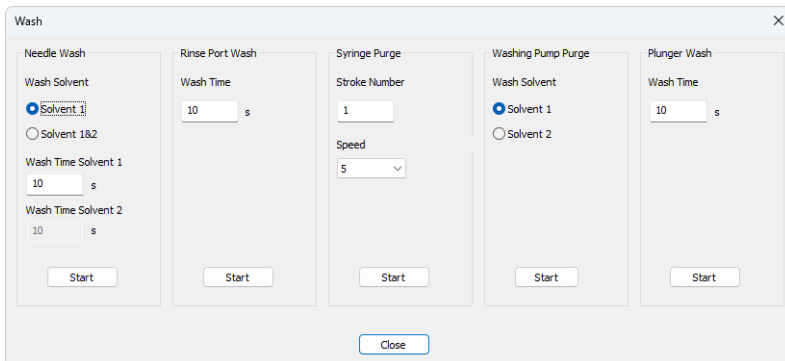 Wash
Needle Wash
Wash Solvent
Solvent 1
Solvent 1&2
Wash Time Solvent 1
10 s
Wash Time Solvent 2
10 s
Start
Rinse Port Wash
Wash Time
10 s
Start
Syringe Purge
Stroke Number
1
Speed
5
Start
Washing Pump Purge
Wash Solvent
Solvent 1
Solvent 2
Start
Plunger Wash
Wash Time
10 s
Start
Close